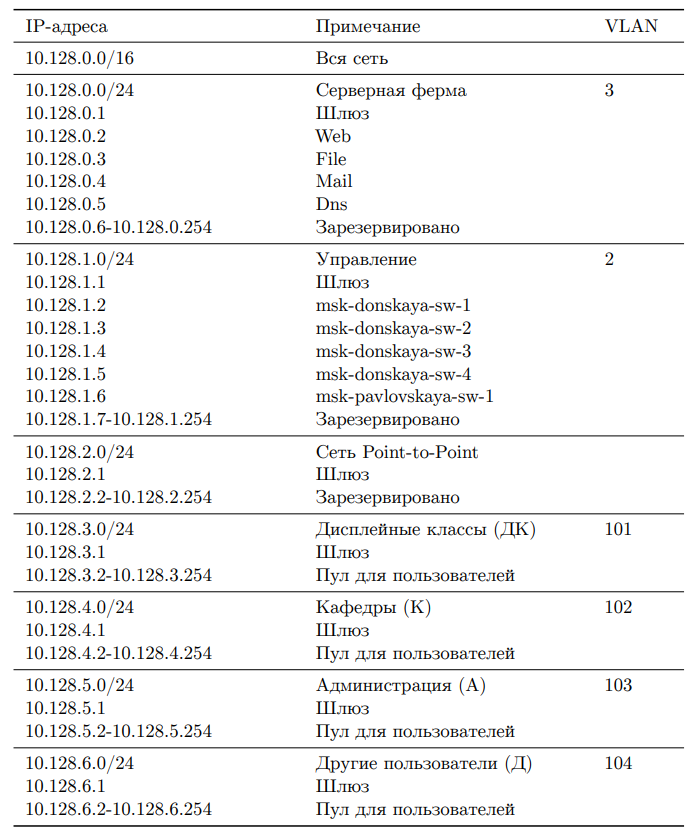 IP-адреса Примечание VLAN
10.128.0.0/16 Вся сеть
10.128.0.0/24 Серверная ферма 3
10.128.0.1 Шлюз
10.128.0.2 Web
10.128.0.3 File
10.128.0.4 Mail
10.128.0.5 Dns
10.128.0.6-10.128.0.254 Зарезервировано
10.128.1.0/24 Управление 2
10.128.1.1 Шлюз
10.128.1.2 msk-donskaya-sw-1
10.128.1.3 msk-donskaya-sw-2
10.128.1.4 msk-donskaya-sw-3
10.128.1.5 msk-donskaya-sw-4
10.128.1.6 msk-pavlovskaya-sw-1
10.128.1.7-10.128.1.254 Зарезервировано
10.128.2.0/24 Сеть Point-to-Point
10.128.2.1 Шлюз
10.128.2.2-10.128.2.254 Зарезервировано
10.128.3.0/24 Дисплейные классы (ДК) 101
10.128.3.1 Шлюз
10.128.3.2-10.128.3.254 Пул для пользователей
10.128.4.0/24 Кафедры (К) 102
10.128.4.1 Шлюз
10.128.4.2-10.128.4.254 Пул для пользователей
10.128.5.0/24 Администрация (А) 103
10.128.5.1 Шлюз
10.128.5.2-10.128.5.254 Пул для пользователей
10.128.6.0/24 Другие пользователи (Д) 104
10.128.6.1 Шлюз
10.128.6.2-10.128.6.254 Пул для пользователей